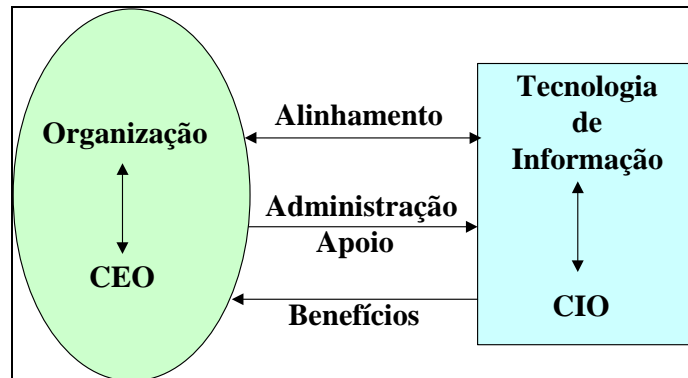 Organização
CEO
Alinhamento
Administração
Apoio
Benefícios
Tecnologia
de
Informação
CIO